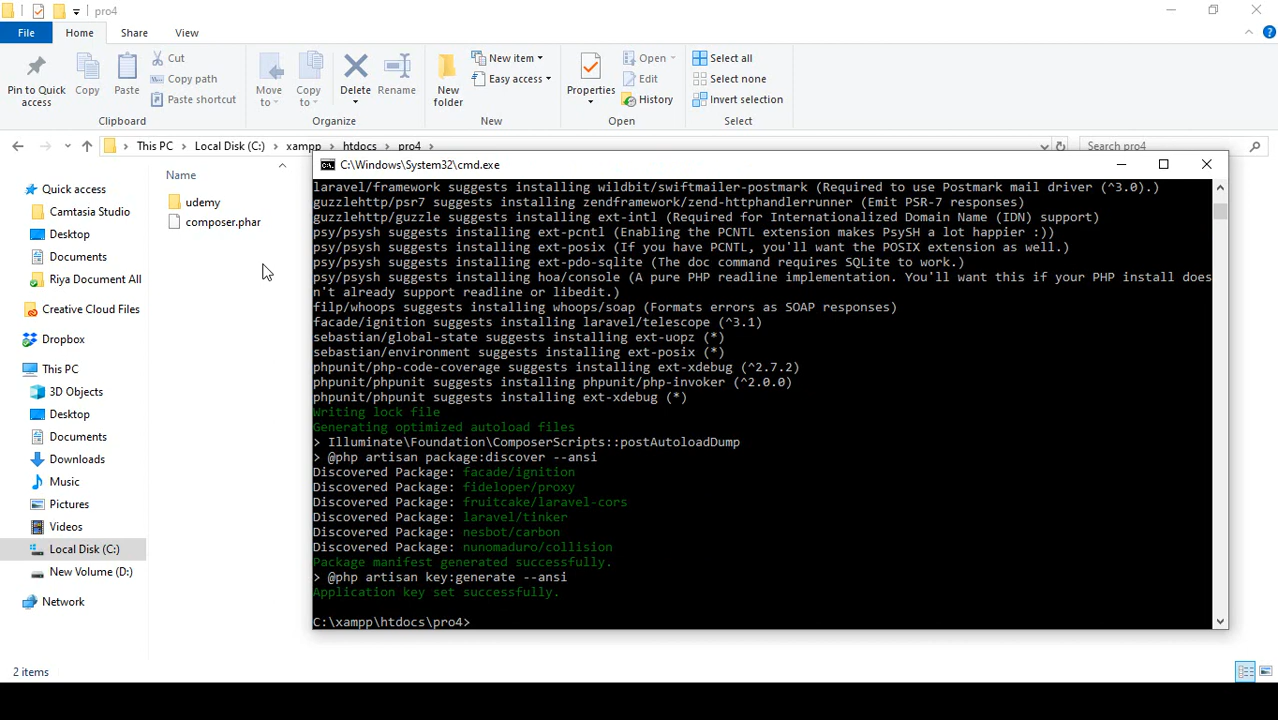 pro4
File
Home
Share
View
Pin to Quick access
Copy
Paste
Cut
Copy path
Paste shortcut
Clipboard
Move to
Copy to
Delete
Rename
Organize
New folder
New item
Easy access
New
Properties
Open
Edit
History
Open
Select all
Select none
Invert selection
Select
This PC
Local Disk (C:)
xampp
htdocs
pro4
Search pro4
Quick access
Camtasia Studio
Desktop
Documents
Riya Document All
Creative Cloud Files
Dropbox
This PC
3D Objects
Desktop
Documents
Downloads
Music
Pictures
Videos
Local Disk (C:)
New Volume (D:)
Network
Name
udemy
composer.phar
2 items
C:\Windows\System32\cmd.exe
laravel/framework suggests installing wildbit/swiftmailer-postmark (Required to use Postmark mail driver (^3.0).)
guzzlehttp/psr7 suggests installing zendframework/zend-httphandlerrunner (Emit PSR-7 responses)
guzzlehttp/guzzle suggests installing ext-intl (Required for Internationalized Domain Name (IDN) support)
psy/psysh suggests installing ext-pcntl (Enabling the PCNTL extension makes PsySH a lot happier :))
psy/psysh suggests installing ext-posix (If you have PCNTL, you'll want the POSIX extension as well.)
psy/psysh suggests installing ext-pdo-sqlite (The doc command requires SQLite to work.)
psy/psysh suggests installing hoa/console (A pure PHP readline implementation. You'll want this if your PHP install does
n't already support readline or libedit.)
filp/whoops suggests installing whoops/soap (Formats errors as SOAP responses)
facade/ignition suggests installing laravel/telescope (^3.1)
sebastian/global-state suggests installing ext-uopz (*)
sebastian/environment suggests installing ext-posix (*)
phpunit/php-code-coverage suggests installing ext-xdebug (^2.7.2)
phpunit/phpunit suggests installing phpunit/php-invoker (^2.0.0)
phpunit/phpunit suggests installing ext-xdebug (*)
Writing lock file
Generating optimized autoload files
> Illuminate\Foundation\ComposerScripts::postAutoloadDump
> @php artisan package:discover --ansi
Discovered Package: facade/ignition
Discovered Package: fideloper/proxy
Discovered Package: fruitcake/laravel-cors
Discovered Package: laravel/tinker
Discovered Package: nesbot/carbon
Discovered Package: nunomaduro/collision
Package manifest generated successfully.
> @php artisan key:generate --ansi
Application key set successfully.
C:\xampp\htdocs\pro4>